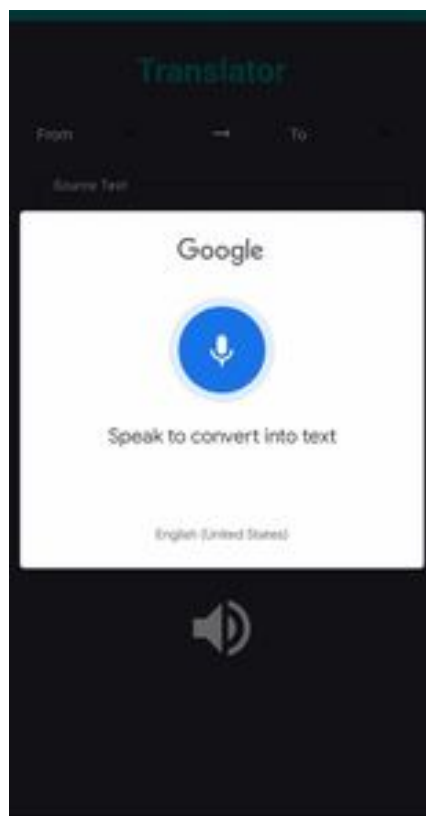 Translator
From → To
Source Text
Google
Speak to convert into text
English (United States)